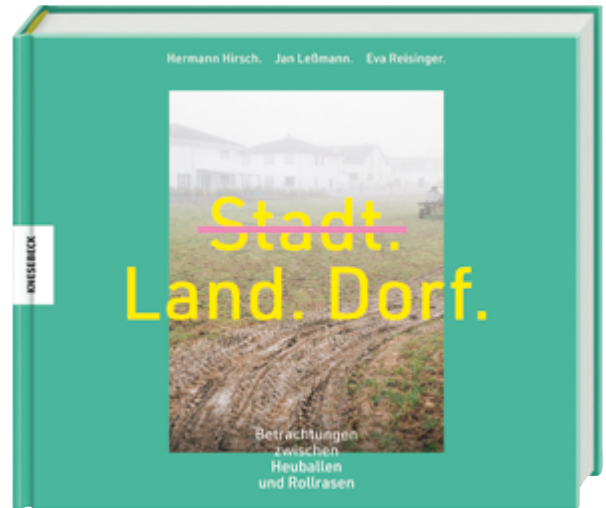 Hermann Hirsch. Jan Leßmann. Eva Reisinger.
Stadt.
Land. Dorf.
KNESEBECK
Betrachtungen
zwischen
Heuballen
und Rollrasen